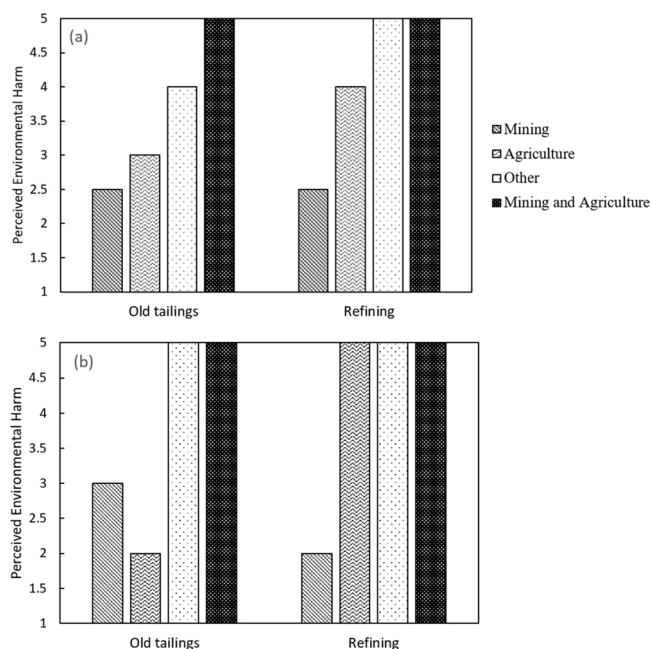 (a)
Perceived Environmental Harm
5
4.5
4
3.5
3
2.5
2
1.5
1
Old tailings Refining
Mining
Agriculture
Other
Mining and Agriculture
(b)
Perceived Environmental Harm
5
4.5
4
3.5
3
2.5
2
1.5
1
Old tailings Refining